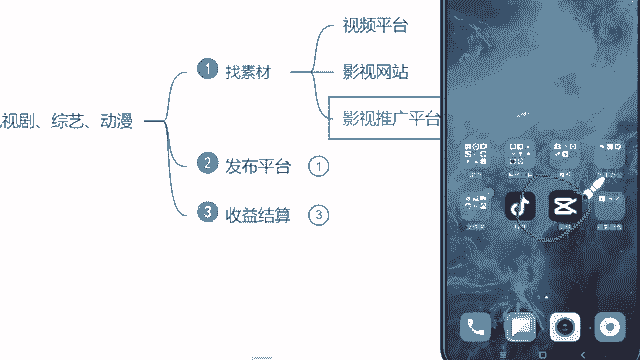 视频平台
1 找素材
影视网站
视剧、综艺、动漫
影视推广平台
2 发布平台 1
3 收益结算 3